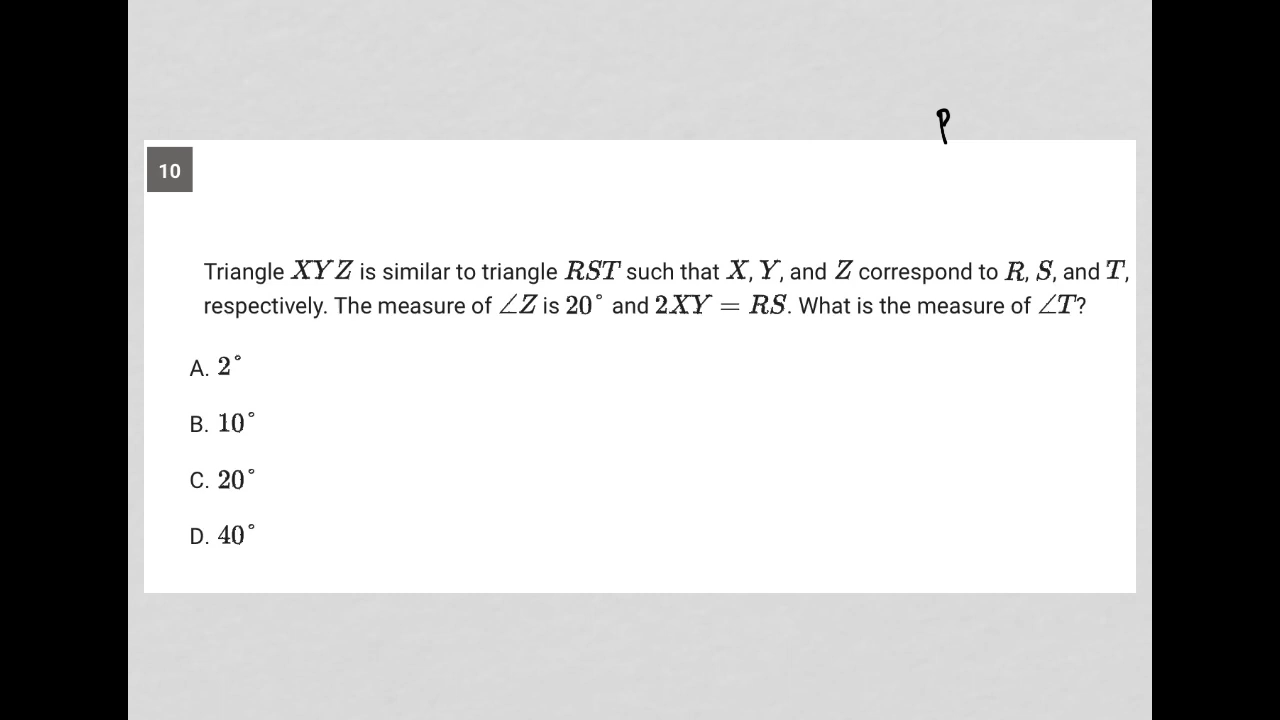 P
10
Triangle XYZ is similar to triangle RST such that X, Y, and Z correspond to R, S, and T,
respectively. The measure of ∠Z is 20° and 2XY = RS. What is the measure of ∠T?
A. 2°
B. 10°
C. 20°
D. 40°